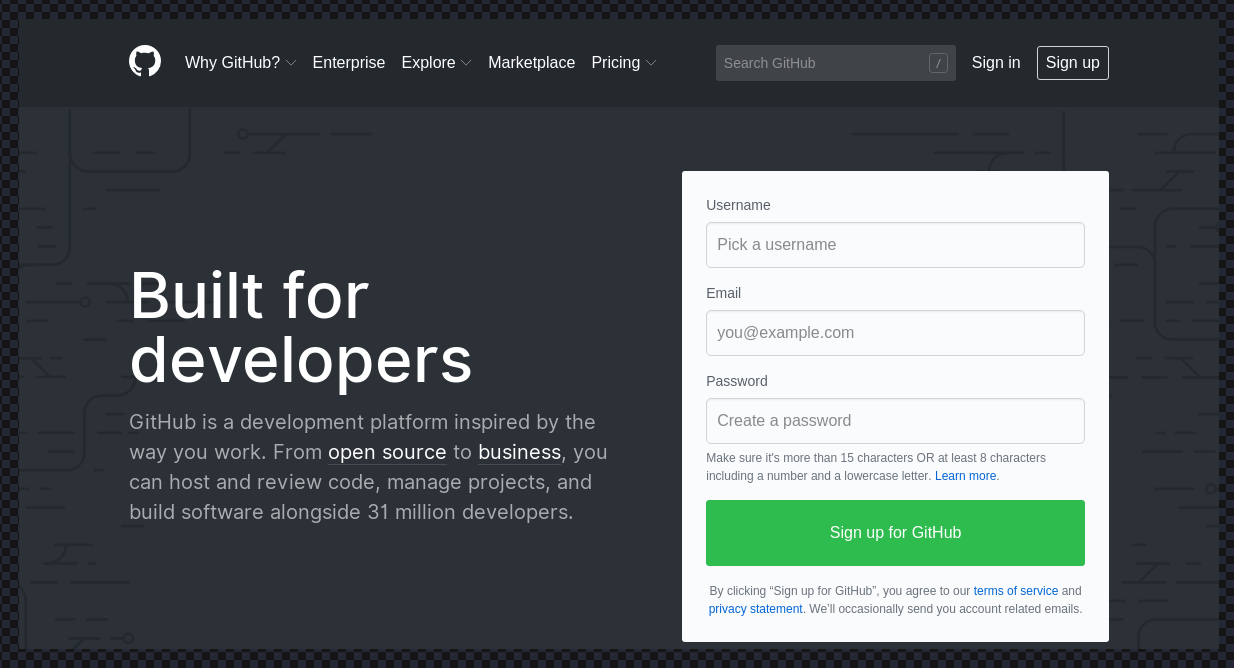 Why GitHub? Enterprise Explore Marketplace Pricing Search GitHub / Sign in Sign up
Built for
developers
GitHub is a development platform inspired by the
way you work. From open source to business, you
can host and review code, manage projects, and
build software alongside 31 million developers.
Username
Pick a username
Email
you@example.com
Password
Create a password
Make sure it's more than 15 characters OR at least 8 characters
including a number and a lowercase letter. Learn more.
Sign up for GitHub
By clicking “Sign up for GitHub”, you agree to our terms of service and
privacy statement. We’ll occasionally send you account related emails.